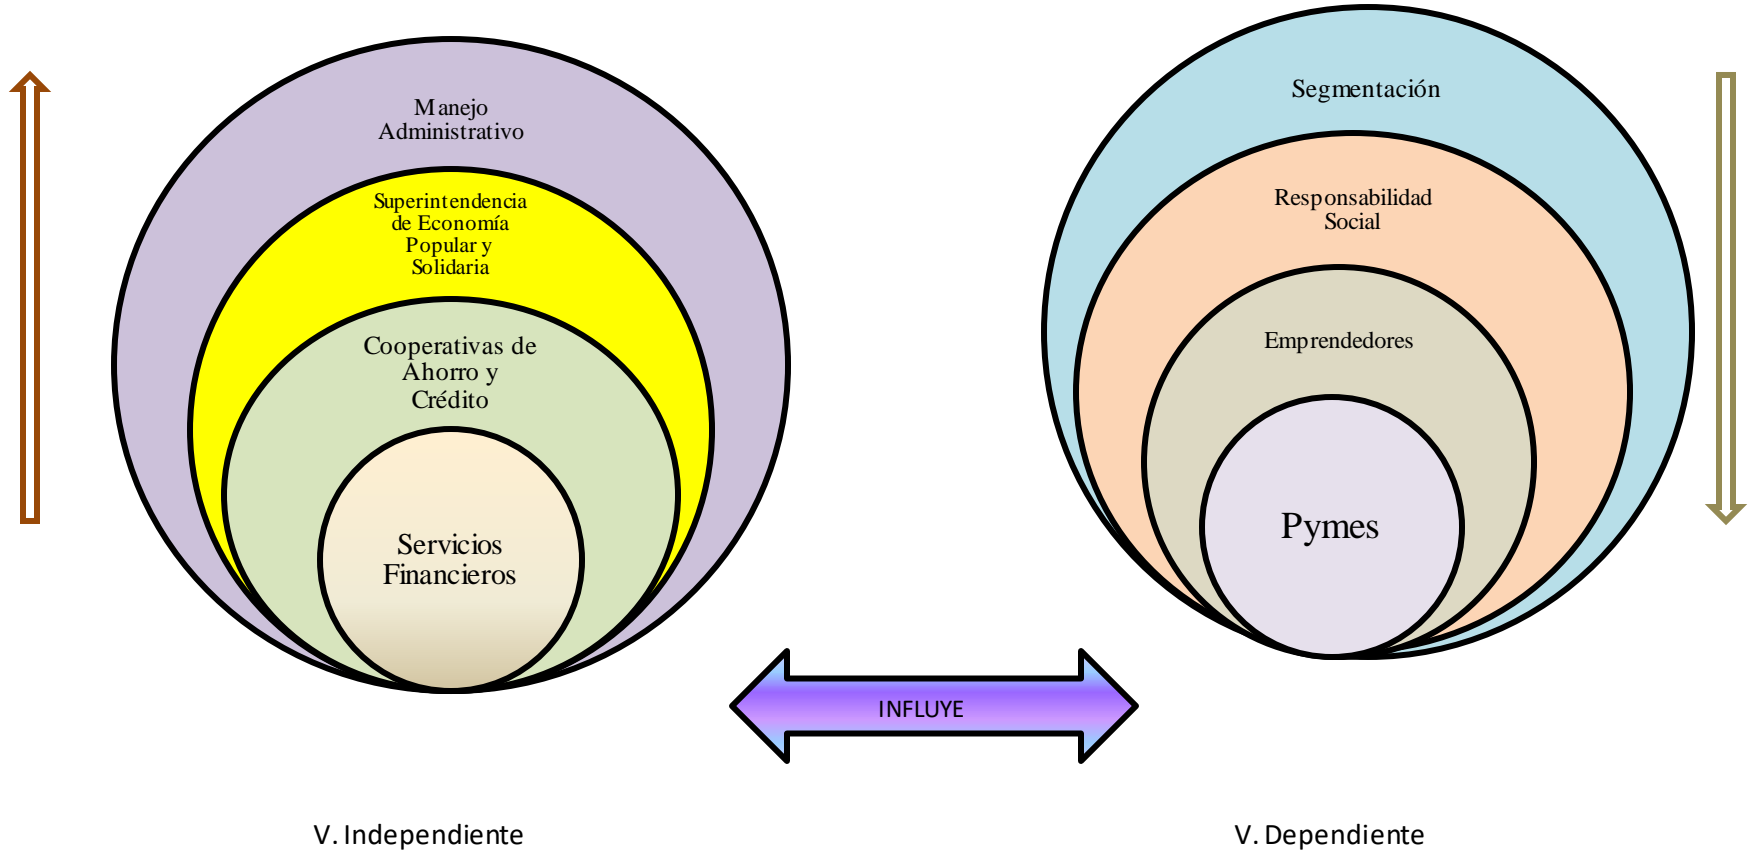 Manejo
Administrativo
Superintendencia
de Economía
Popular y
Solidaria
Cooperativas de
Ahorro y
Crédito
Servicios
Financieros
Segmentación
Responsabilidad
Social
Emprendedores
Pymes
INFLUYE
V. Independiente
V. Dependiente